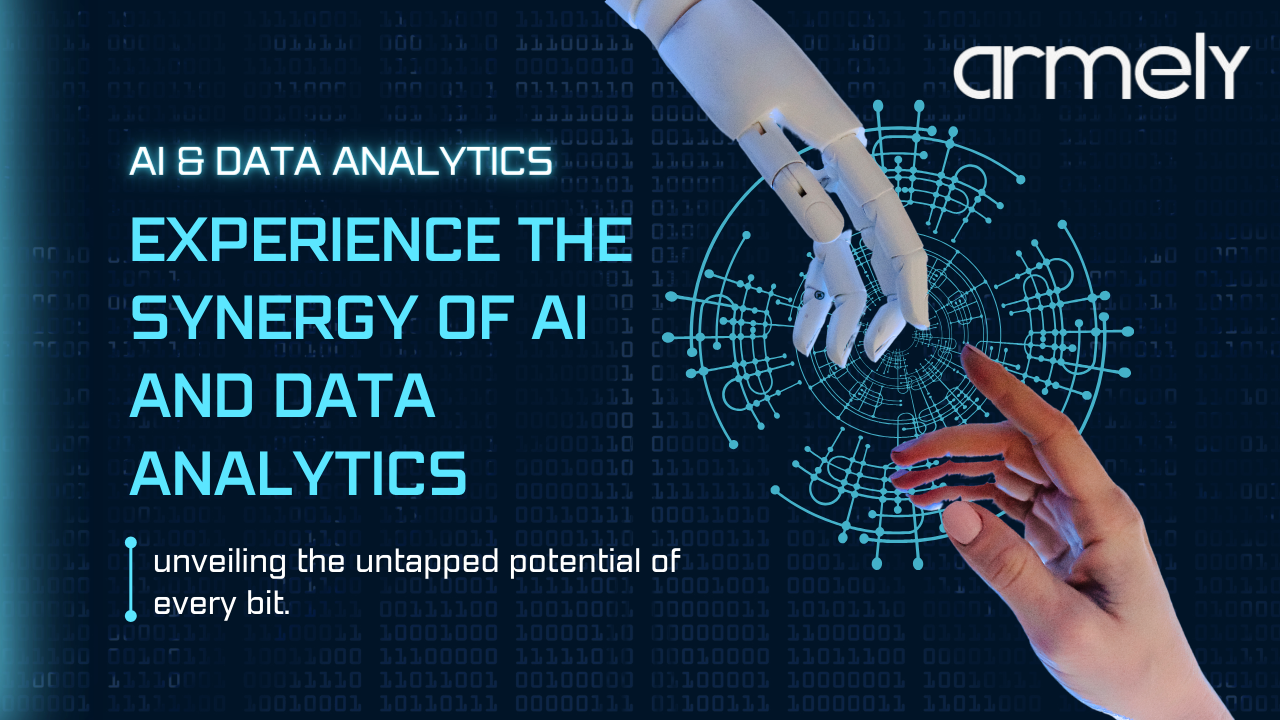 armely
AI & DATA ANALYTICS
EXPERIENCE THE
SYNERGY OF AI
AND DATA
ANALYTICS
unveiling the untapped potential of
every bit.